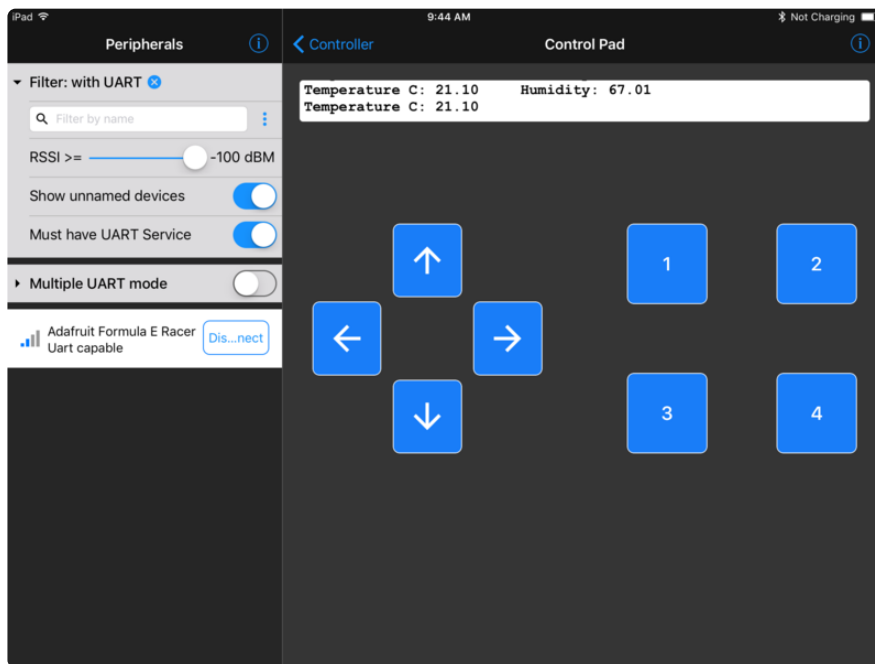 iPad 9:44 AM Not Charging
Peripherals
Controller Control Pad
Filter: with UART
Filter by name
RSSI >= -100 dBM
Show unnamed devices
Must have UART Service
Multiple UART mode
Adafruit Formula E Racer
Uart capable
Dis...nect
Temperature C: 21.10 Humidity: 67.01
Temperature C: 21.10
1 2
3 4